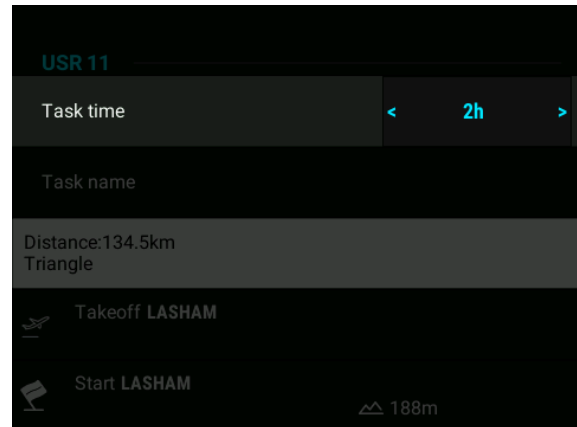 USR 11
Task time < 2h >
Task name
Distance:134.5km
Triangle
Takeoff LASHAM
Start LASHAM
188m